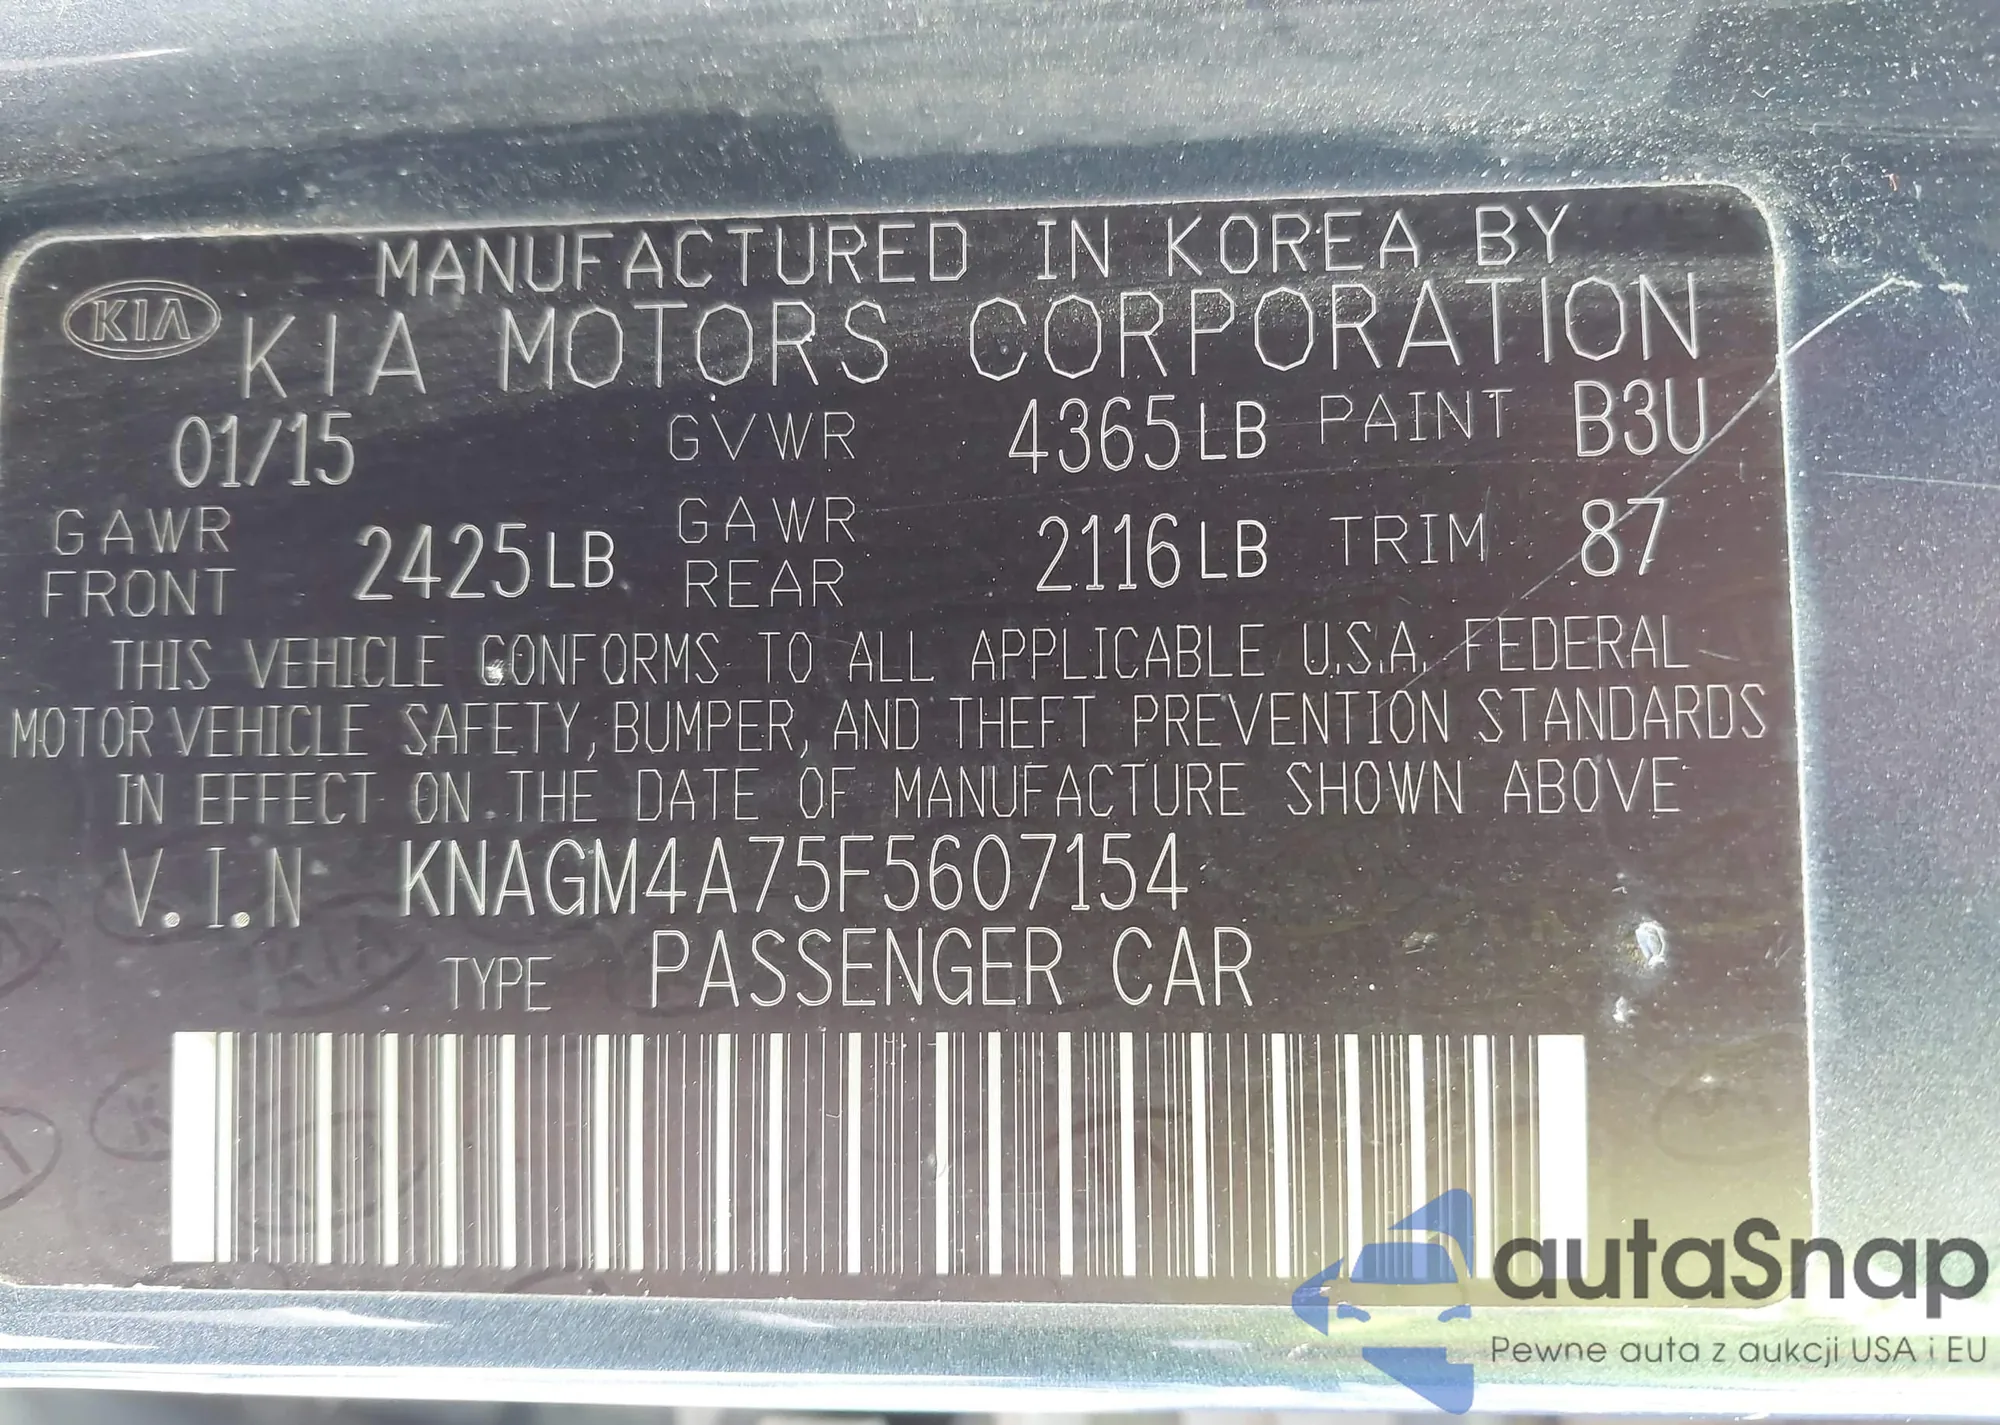 MANUFACTURED IN KOREA BY
KIA
KIA MOTORS CORPORATION
01/15 GVWR 4365LB PAINT B3U
GAWR FRONT 2425LB GAWR REAR 2116LB TRIM 87
THIS VEHICLE CONFORMS TO ALL APPLICABLE U.S.A. FEDERAL
MOTOR VEHICLE SAFETY, BUMPER, AND THEFT PREVENTION STANDARDS
IN EFFECT ON THE DATE OF MANUFACTURE SHOWN ABOVE
V.I.N KNAGM4A75F5607154
TYPE PASSENGER CAR
autaSnap
Pewne auta z aukcji USA i EU